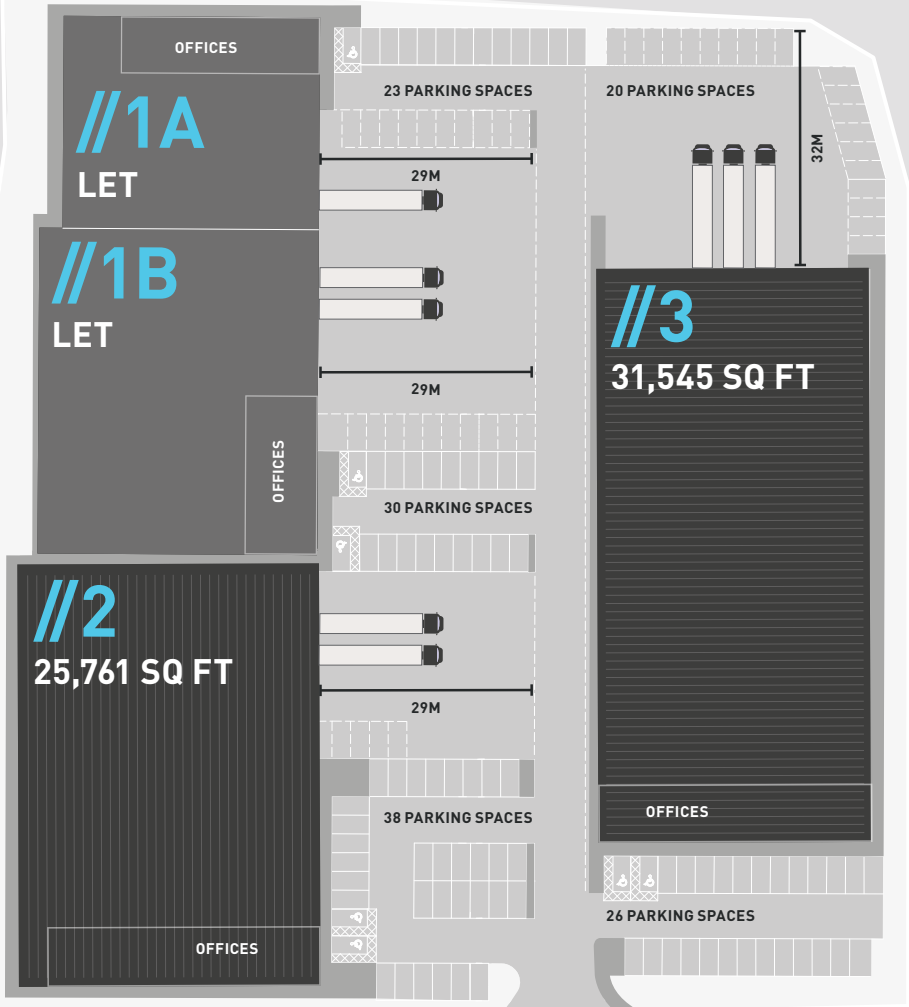 OFFICES
//1A
LET
23 PARKING SPACES
20 PARKING SPACES
32M
29M
//1B
LET
29M
OFFICES
//3
31,545 SQ FT
30 PARKING SPACES
//2
25,761 SQ FT
29M
38 PARKING SPACES
OFFICES
OFFICES
26 PARKING SPACES